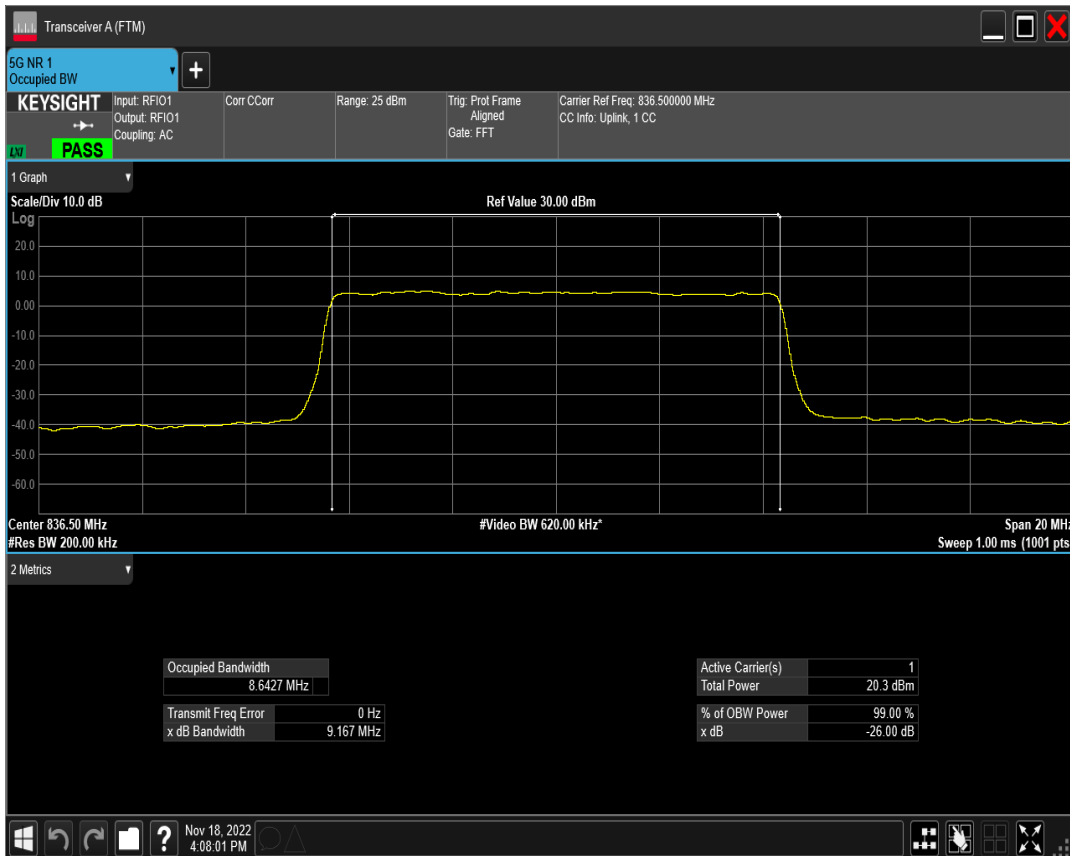 Transceiver A (FTM)
5G NR 1
Occupied BW
+
KEYSIGHT
LXI
PASS
Input: RFIO1
Output: RFIO1
Coupling: AC
Corr CCorr
Range: 25 dBm
Trig: Prot Frame
Aligned
Gate: FFT
Carrier Ref Freq: 836.500000 MHz
CC Info: Uplink, 1 CC
1 Graph
Scale/Div 10.0 dB
Ref Value 30.00 dBm
Log
20.0
10.0
0.00
-10.0
-20.0
-30.0
-40.0
-50.0
-60.0
Center 836.50 MHz
#Video BW 620.00 kHz*
Span 20 MHz
#Res BW 200.00 kHz
Sweep 1.00 ms (1001 pts
2 Metrics
Occupied Bandwidth
8.6427 MHz
Transmit Freq Error 0 Hz
x dB Bandwidth 9.167 MHz
Active Carrier(s) 1
Total Power 20.3 dBm
% of OBW Power 99.00 %
x dB -26.00 dB
?
Nov 18, 2022
4:08:01 PM